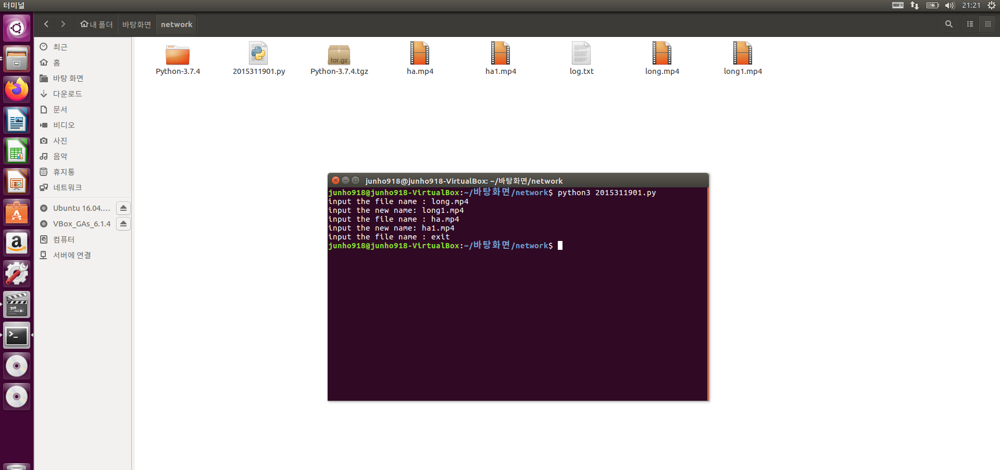 터미널
21:21
내 폴더
바탕화면
network
최근
홈
바탕 화면
다운로드
문서
비디오
사진
음악
휴지통
네트워크
Ubuntu 16.04....
VBox_GAs_6.1.4
컴퓨터
서버에 연결
tar.gz
Python-3.7.4
2015311901.py
Python-3.7.4.tgz
ha.mp4
ha1.mp4
log.txt
long.mp4
long1.mp4
junho918@junho918-VirtualBox: ~/바탕화면/network
junho918@junho918-VirtualBox:~/바탕화면/network$ python3 2015311901.py
input the file name : long.mp4
input the new name: long1.mp4
input the file name : ha.mp4
input the new name: ha1.mp4
input the file name : exit
junho918@junho918-VirtualBox:~/바탕화면/network$